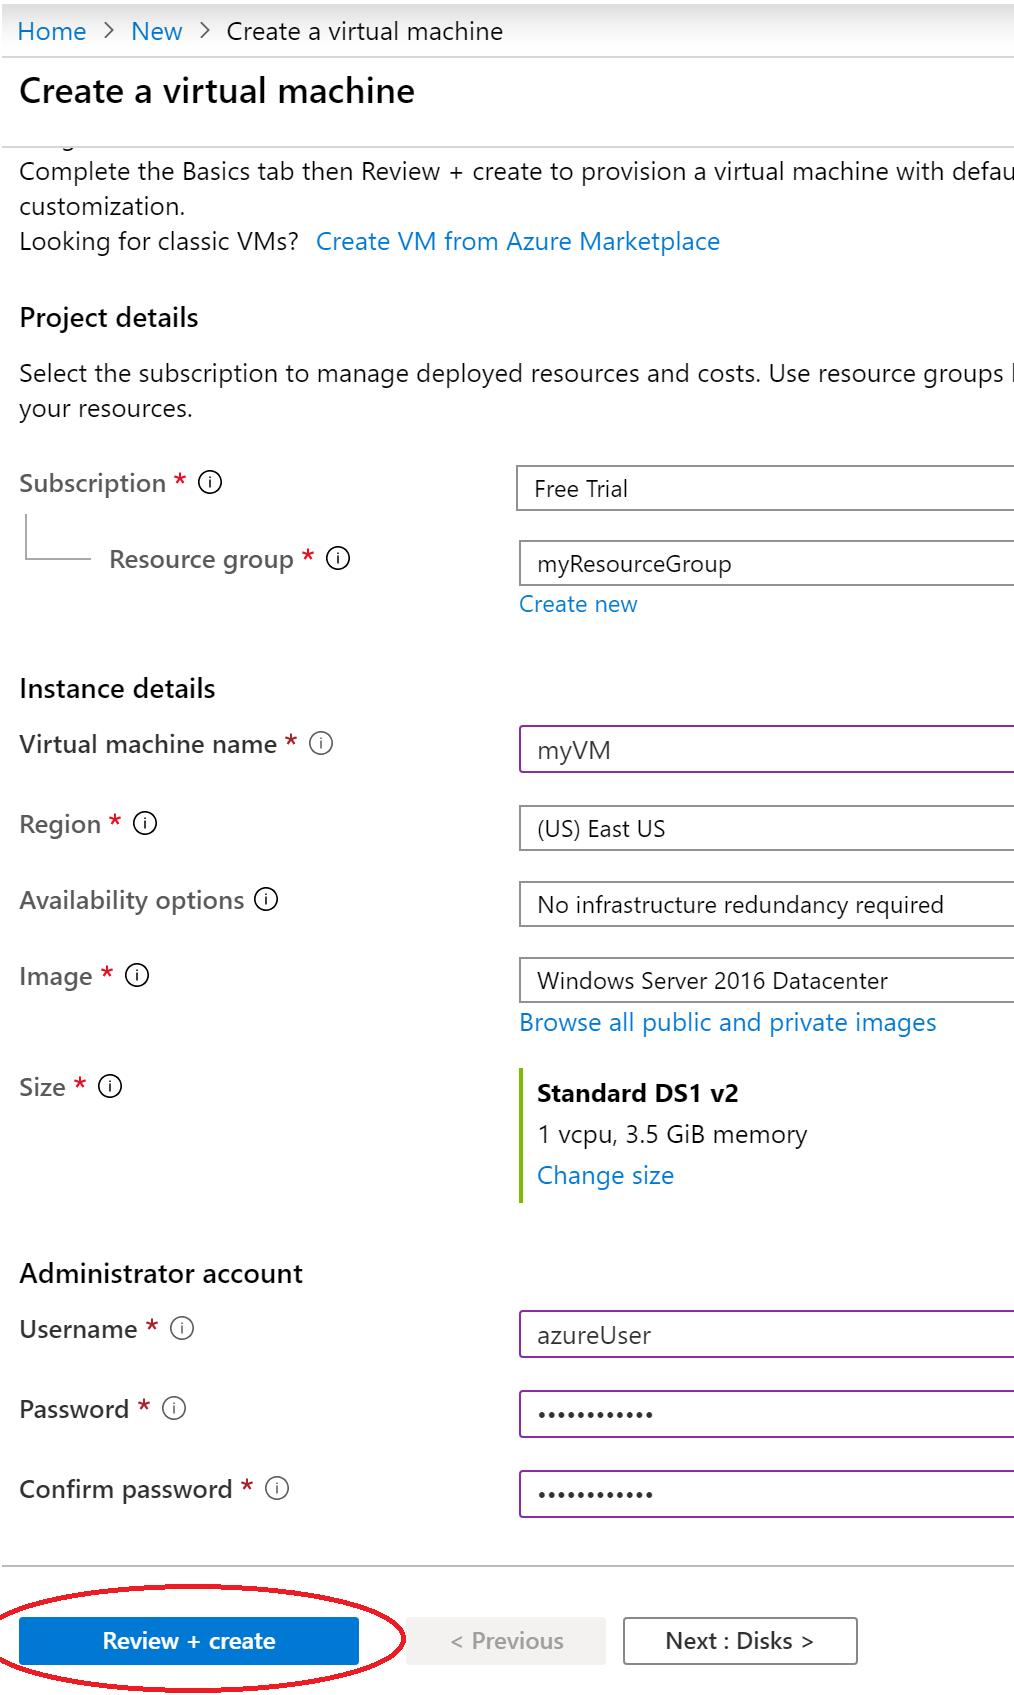 Home > New > Create a virtual machine
Create a virtual machine
Complete the Basics tab then Review + create to provision a virtual machine with
customization.
Looking for classic VMs? Create VM from Azure Marketplace
Project details
Select the subscription to manage deployed resources and costs. Use resource groups
your resources.
Subscription *
Free Trial
Resource group *
myResourceGroup
Create new
Instance details
Virtual machine name *
myVM
Region *
(US) East US
Availability options
No infrastructure redundancy required
Image *
Windows Server 2016 Datacenter
Browse all public and private images
Size *
Standard DS1 v2
1 vcpu, 3.5 GiB memory
Change size
Administrator account
Username *
azureUser
Password *
••••••••••••
Confirm password *
••••••••••••
Review + create
< Previous
Next : Disks >